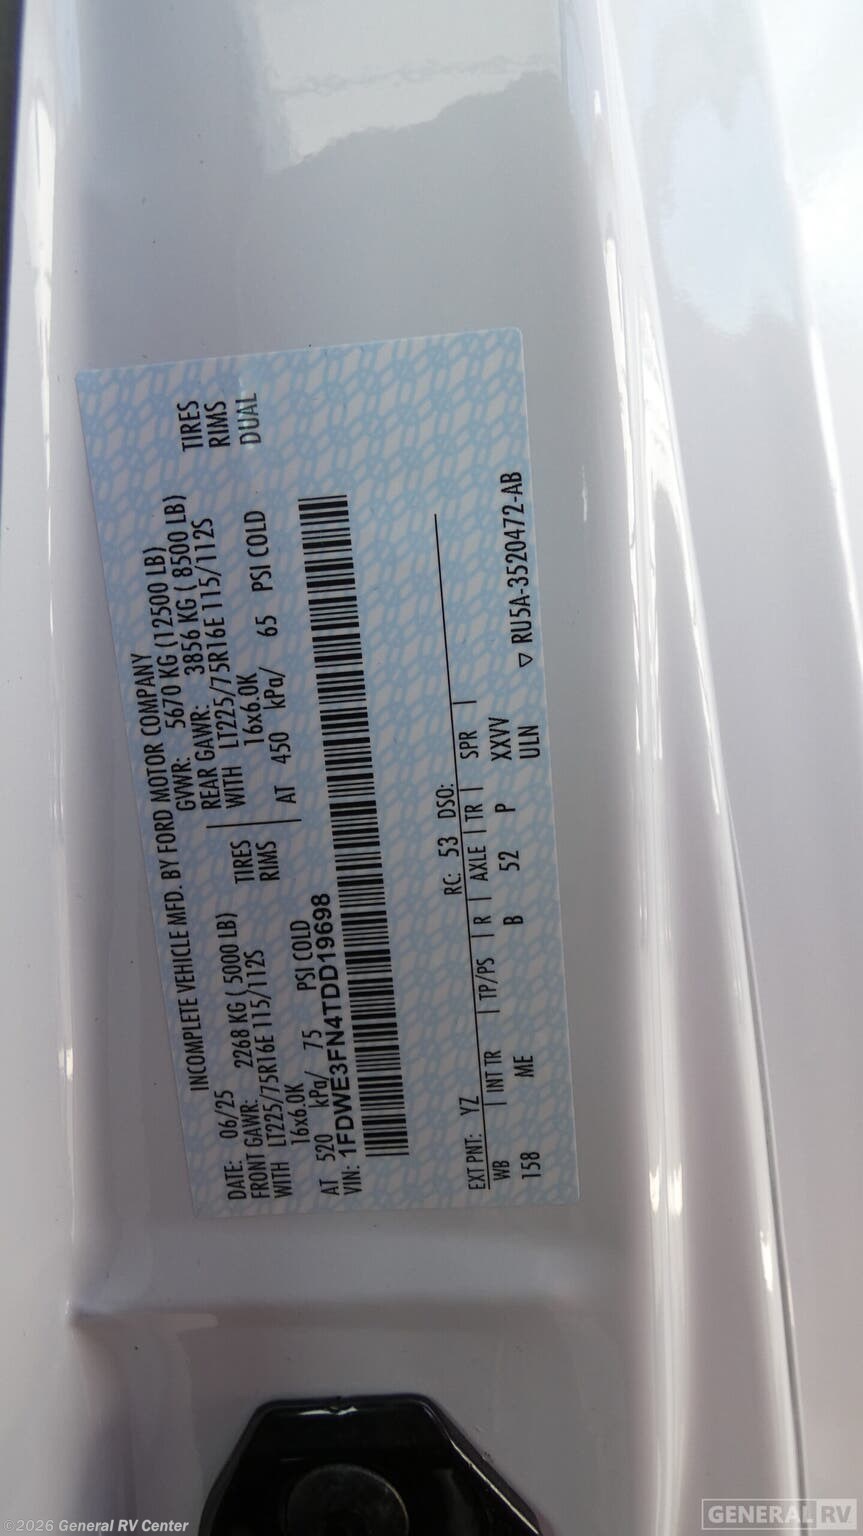 INCOMPLETE VEHICLE MFD. BY FORD MOTOR COMPANY
DATE: 06/25 GVWR: 5670 KG (12500 LB)
FRONT GAWR: 2268 KG ( 5000 LB) REAR GAWR: 3856 KG ( 8500 LB)
WITH LT225/75R16E 115/112S TIRES WITH LT225/75R16E 115/112S TIRES
16x6.0K RIMS 16x6.0K RIMS
AT 520 kPa/ 75 PSI COLD AT 450 kPa/ 65 PSI COLD DUAL
VIN: 1FDWE3FN4TDD19698
EXT PNT: YZ RC: 53 DSO:
WB INT TR TP/PS R AXLE TR SPR
158 ME B 52 P XXVV
ULN
▽ RU5A-3520472-AB
©2026 General RV Center
GENERAL RV